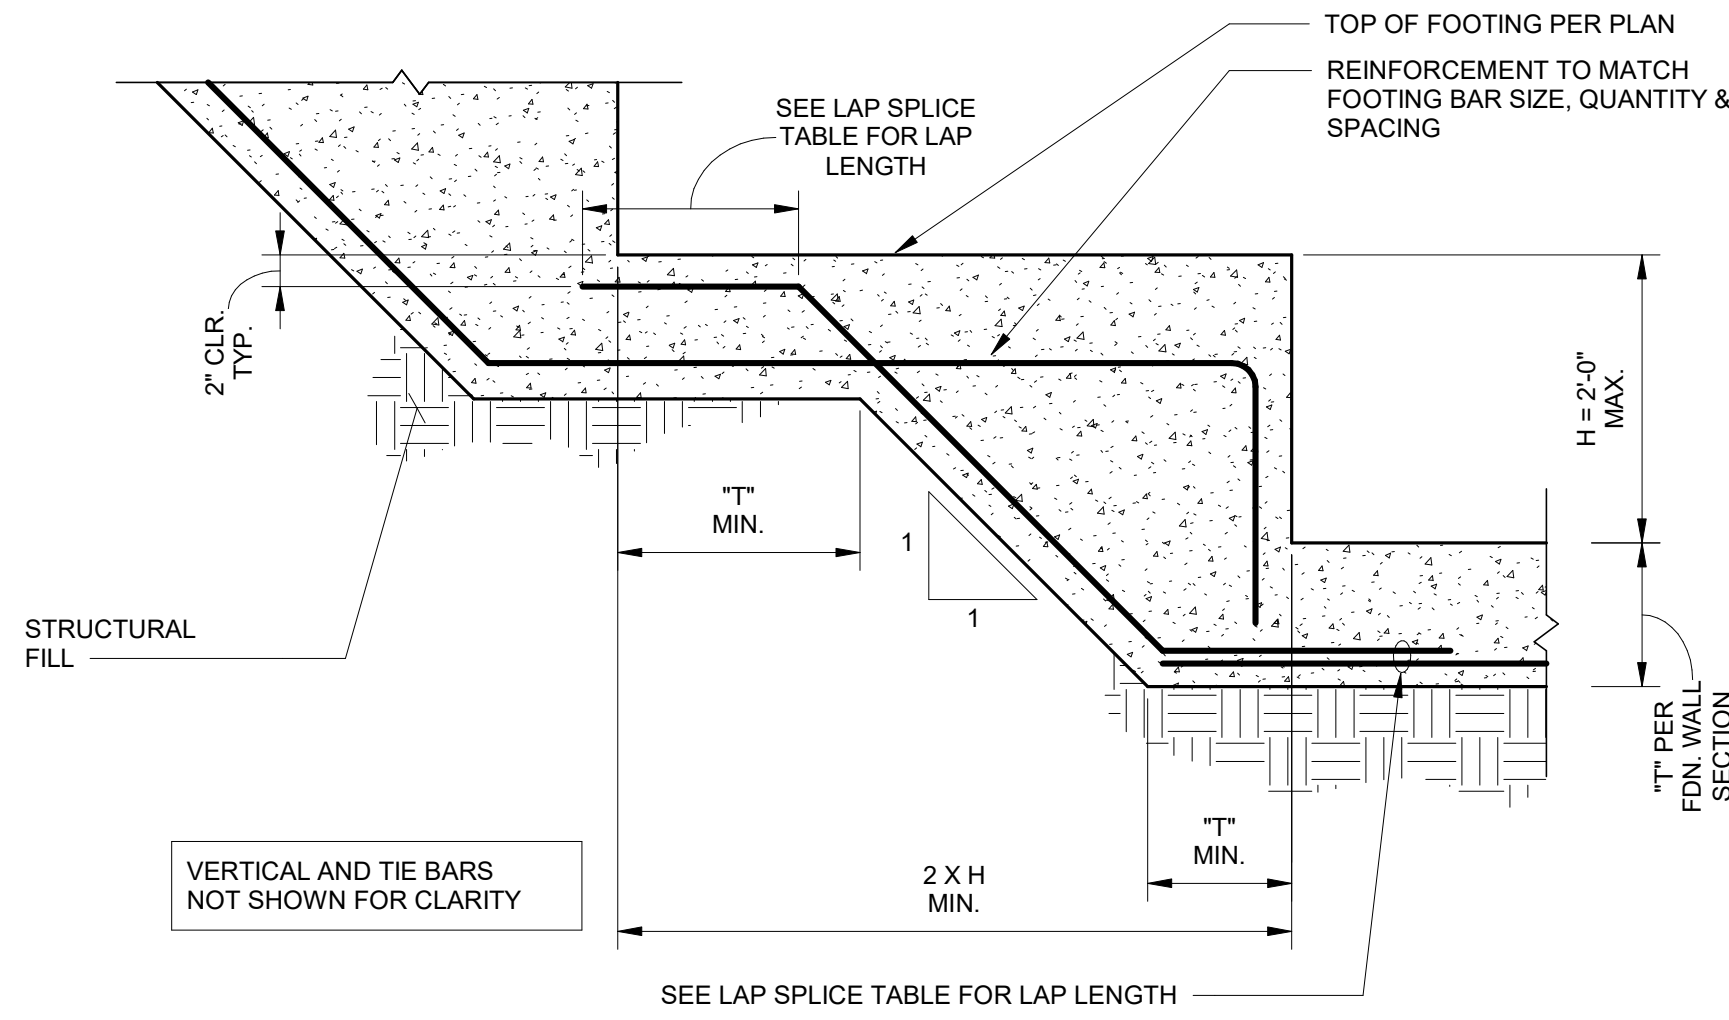 TOP OF FOOTING PER PLAN
REINFORCEMENT TO MATCH
FOOTING BAR SIZE, QUANTITY &
SPACING
SEE LAP SPLICE
TABLE FOR LAP
LENGTH
2" CLR.
TYP.
H = 2'-0"
MAX.
"T"
MIN.
1
1
STRUCTURAL
FILL
"T" PER
FDN. WALL
SECTION
"T"
MIN.
VERTICAL AND TIE BARS
NOT SHOWN FOR CLARITY
2 X H
MIN.
SEE LAP SPLICE TABLE FOR LAP LENGTH